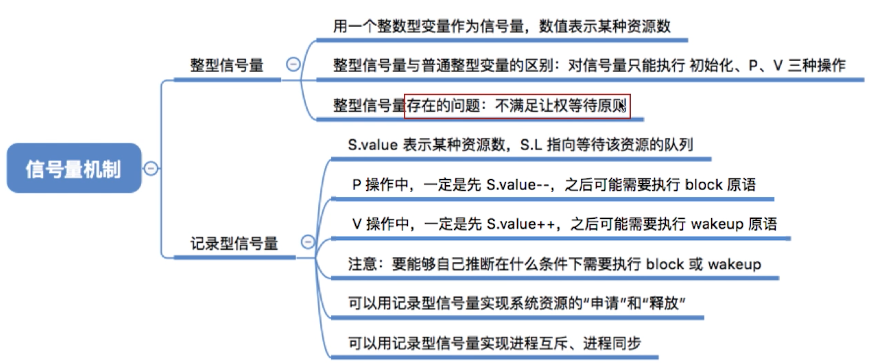 用一个整数型变量作为信号量，数值表示某种资源数
整型信号量
整型信号量与普通整型变量的区别：对信号量只能执行 初始化、P、V 三种操作
整型信号量存在的问题：不满足让权等待原则
信号量机制
S.value 表示某种资源数，S.L 指向等待该资源的队列
P 操作中，一定是先 S.value--，之后可能需要执行 block 原语
V 操作中，一定是先 S.value++，之后可能需要执行 wakeup 原语
记录型信号量
注意：要能够自己推断在什么条件下需要执行 block 或 wakeup
可以用记录型信号量实现系统资源的“申请”和“释放”
可以用记录型信号量实现进程互斥、进程同步